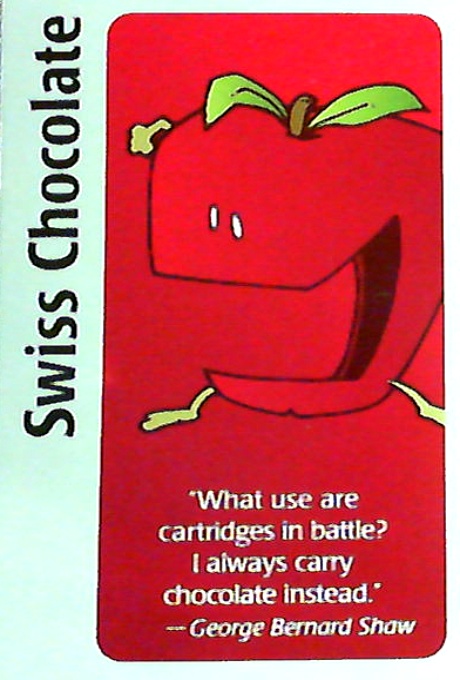 Swiss Chocolate
"What use are
cartridges in battle?
I always carry
chocolate instead."
— George Bernard Shaw